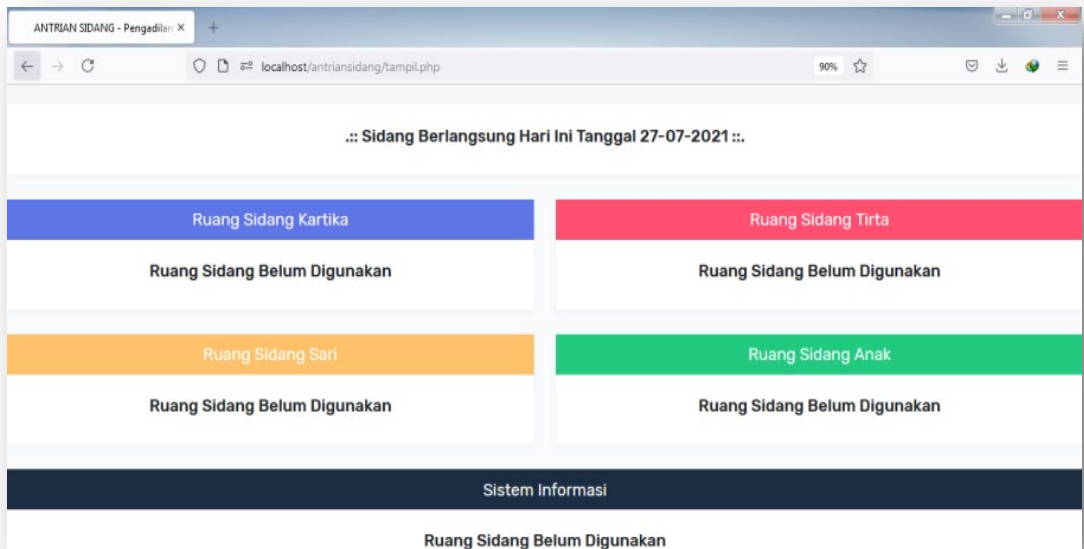 ANTRIAN SIDANG - Pengadilan
localhost/antriansidang/tampil.php
90%
.:: Sidang Berlangsung Hari Ini Tanggal 27-07-2021 ::.
Ruang Sidang Kartika
Ruang Sidang Tirta
Ruang Sidang Belum Digunakan
Ruang Sidang Belum Digunakan
Ruang Sidang Sari
Ruang Sidang Anak
Ruang Sidang Belum Digunakan
Ruang Sidang Belum Digunakan
Sistem Informasi
Ruang Sidang Belum Digunakan